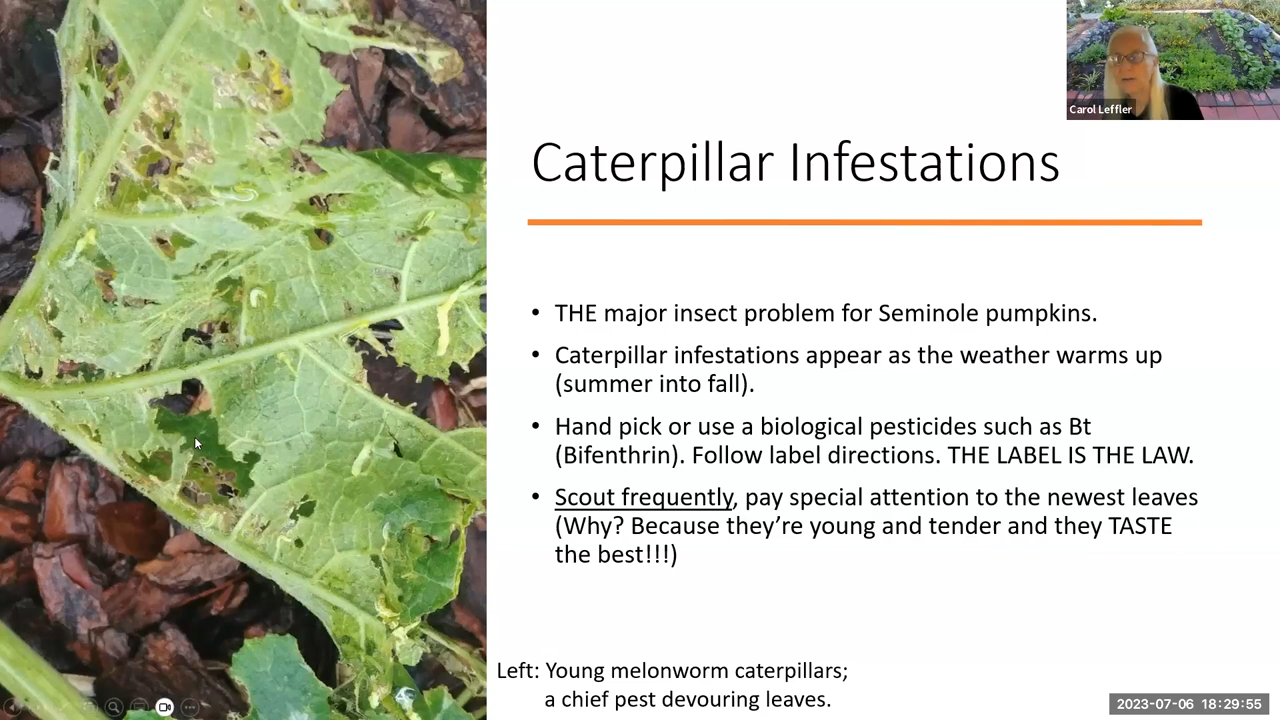 Carol Leffler
Caterpillar Infestations
• THE major insect problem for Seminole pumpkins.
• Caterpillar infestations appear as the weather warms up
(summer into fall).
• Hand pick or use a biological pesticides such as Bt
(Bifenthrin). Follow label directions. THE LABEL IS THE LAW.
• Scout frequently, pay special attention to the newest leaves
(Why? Because they’re young and tender and they TASTE
the best!!!)
Left: Young melonworm caterpillars;
a chief pest devouring leaves.
2023-07-06 18:29:55